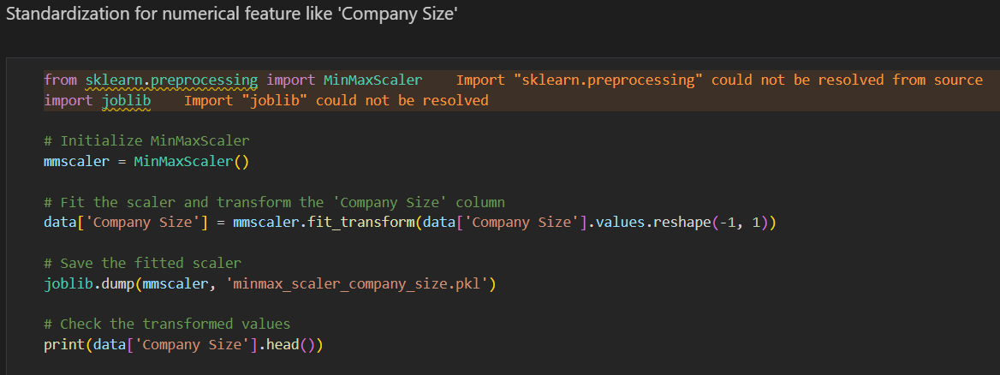 Standardization for numerical feature like 'Company Size'
from sklearn.preprocessing import MinMaxScaler    Import "sklearn.preprocessing" could not be resolved from source
import joblib    Import "joblib" could not be resolved
# Initialize MinMaxScaler
mmscaler = MinMaxScaler()
# Fit the scaler and transform the 'Company Size' column
data['Company Size'] = mmscaler.fit_transform(data['Company Size'].values.reshape(-1, 1))
# Save the fitted scaler
joblib.dump(mmscaler, 'minmax_scaler_company_size.pkl')
# Check the transformed values
print(data['Company Size'].head())